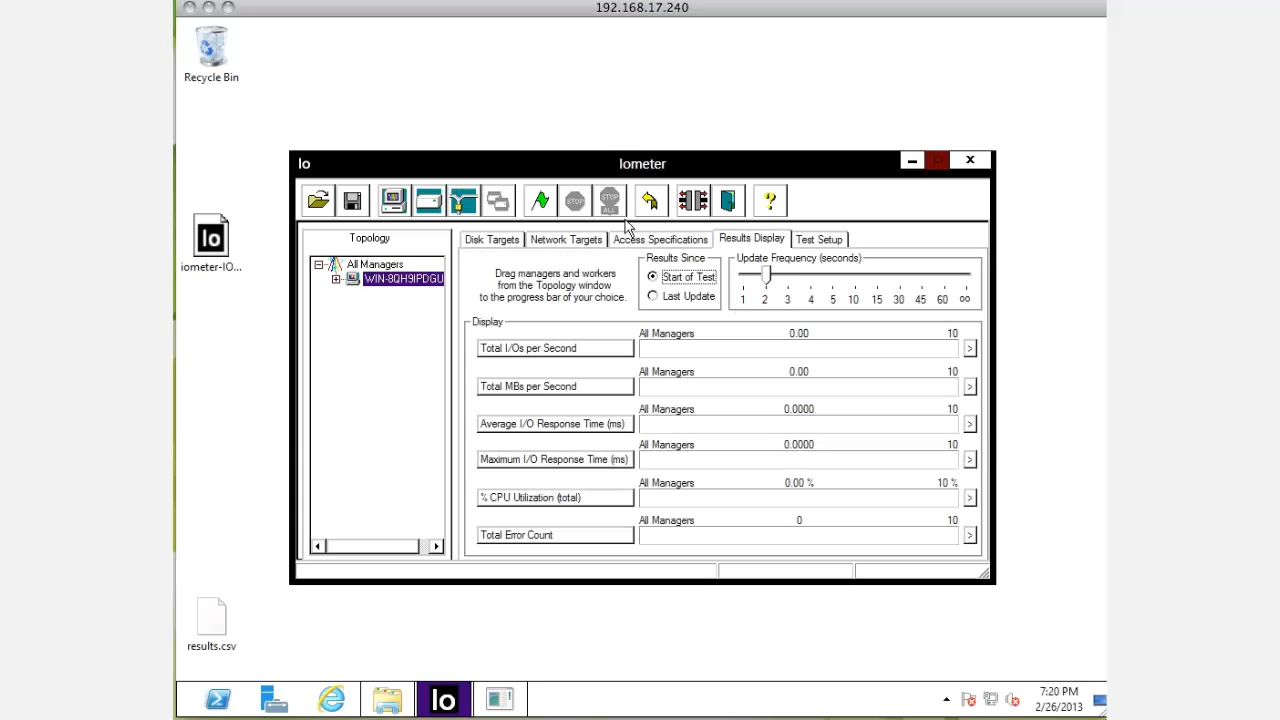 192.168.17.240
Recycle Bin
Io
Iometer
STOP
STOP
ALL
?
Topology
Disk Targets
Network Targets
Access Specifications
Results Display
Test Setup
All Managers
WIN-8QH9IPDGU
Drag managers and workers
from the Topology window
to the progress bar of your choice.
Results Since
Start of Test
Last Update
Update Frequency (seconds)
1 2 3 4 5 10 15 30 45 60 oo
Display
All Managers 0.00 10
Total I/Os per Second >
All Managers 0.00 10
Total MBs per Second >
All Managers 0.0000 10
Average I/O Response Time (ms) >
All Managers 0.0000 10
Maximum I/O Response Time (ms) >
All Managers 0.00 % 10 %
% CPU Utilization (total) >
All Managers 0 10
Total Error Count >
Io
iometer-IO...
results.csv
Io
7:20 PM
2/26/2013